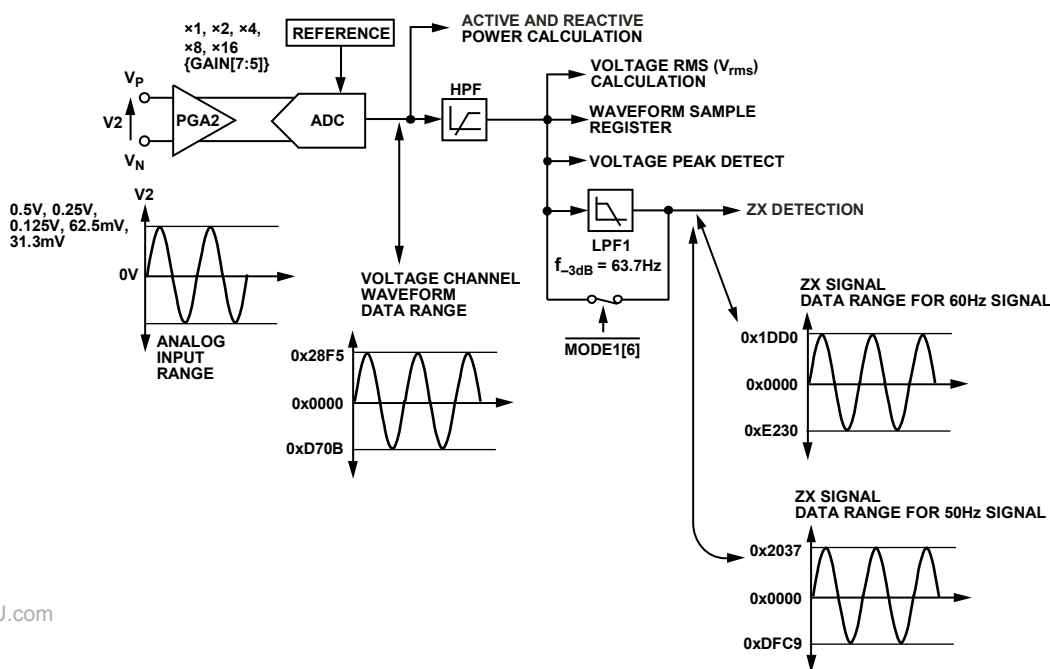 ×1, ×2, ×4,
×8, ×16
{GAIN[7:5]}
REFERENCE
ACTIVE AND REACTIVE
POWER CALCULATION
VP
V2
VN
PGA2
ADC
HPF
VOLTAGE RMS (Vrms)
CALCULATION
WAVEFORM SAMPLE
REGISTER
VOLTAGE PEAK DETECT
ZX DETECTION
LPF1
f–3dB = 63.7Hz
MODE1[6]
0.5V, 0.25V,
0.125V, 62.5mV,
31.3mV
V2
0V
ANALOG
INPUT
RANGE
VOLTAGE CHANNEL
WAVEFORM
DATA RANGE
0x28F5
0x0000
0xD70B
ZX SIGNAL
DATA RANGE FOR 60Hz SIGNAL
0x1DD0
0x0000
0xE230
ZX SIGNAL
DATA RANGE FOR 50Hz SIGNAL
0x2037
0x0000
0xDFC9
J.com